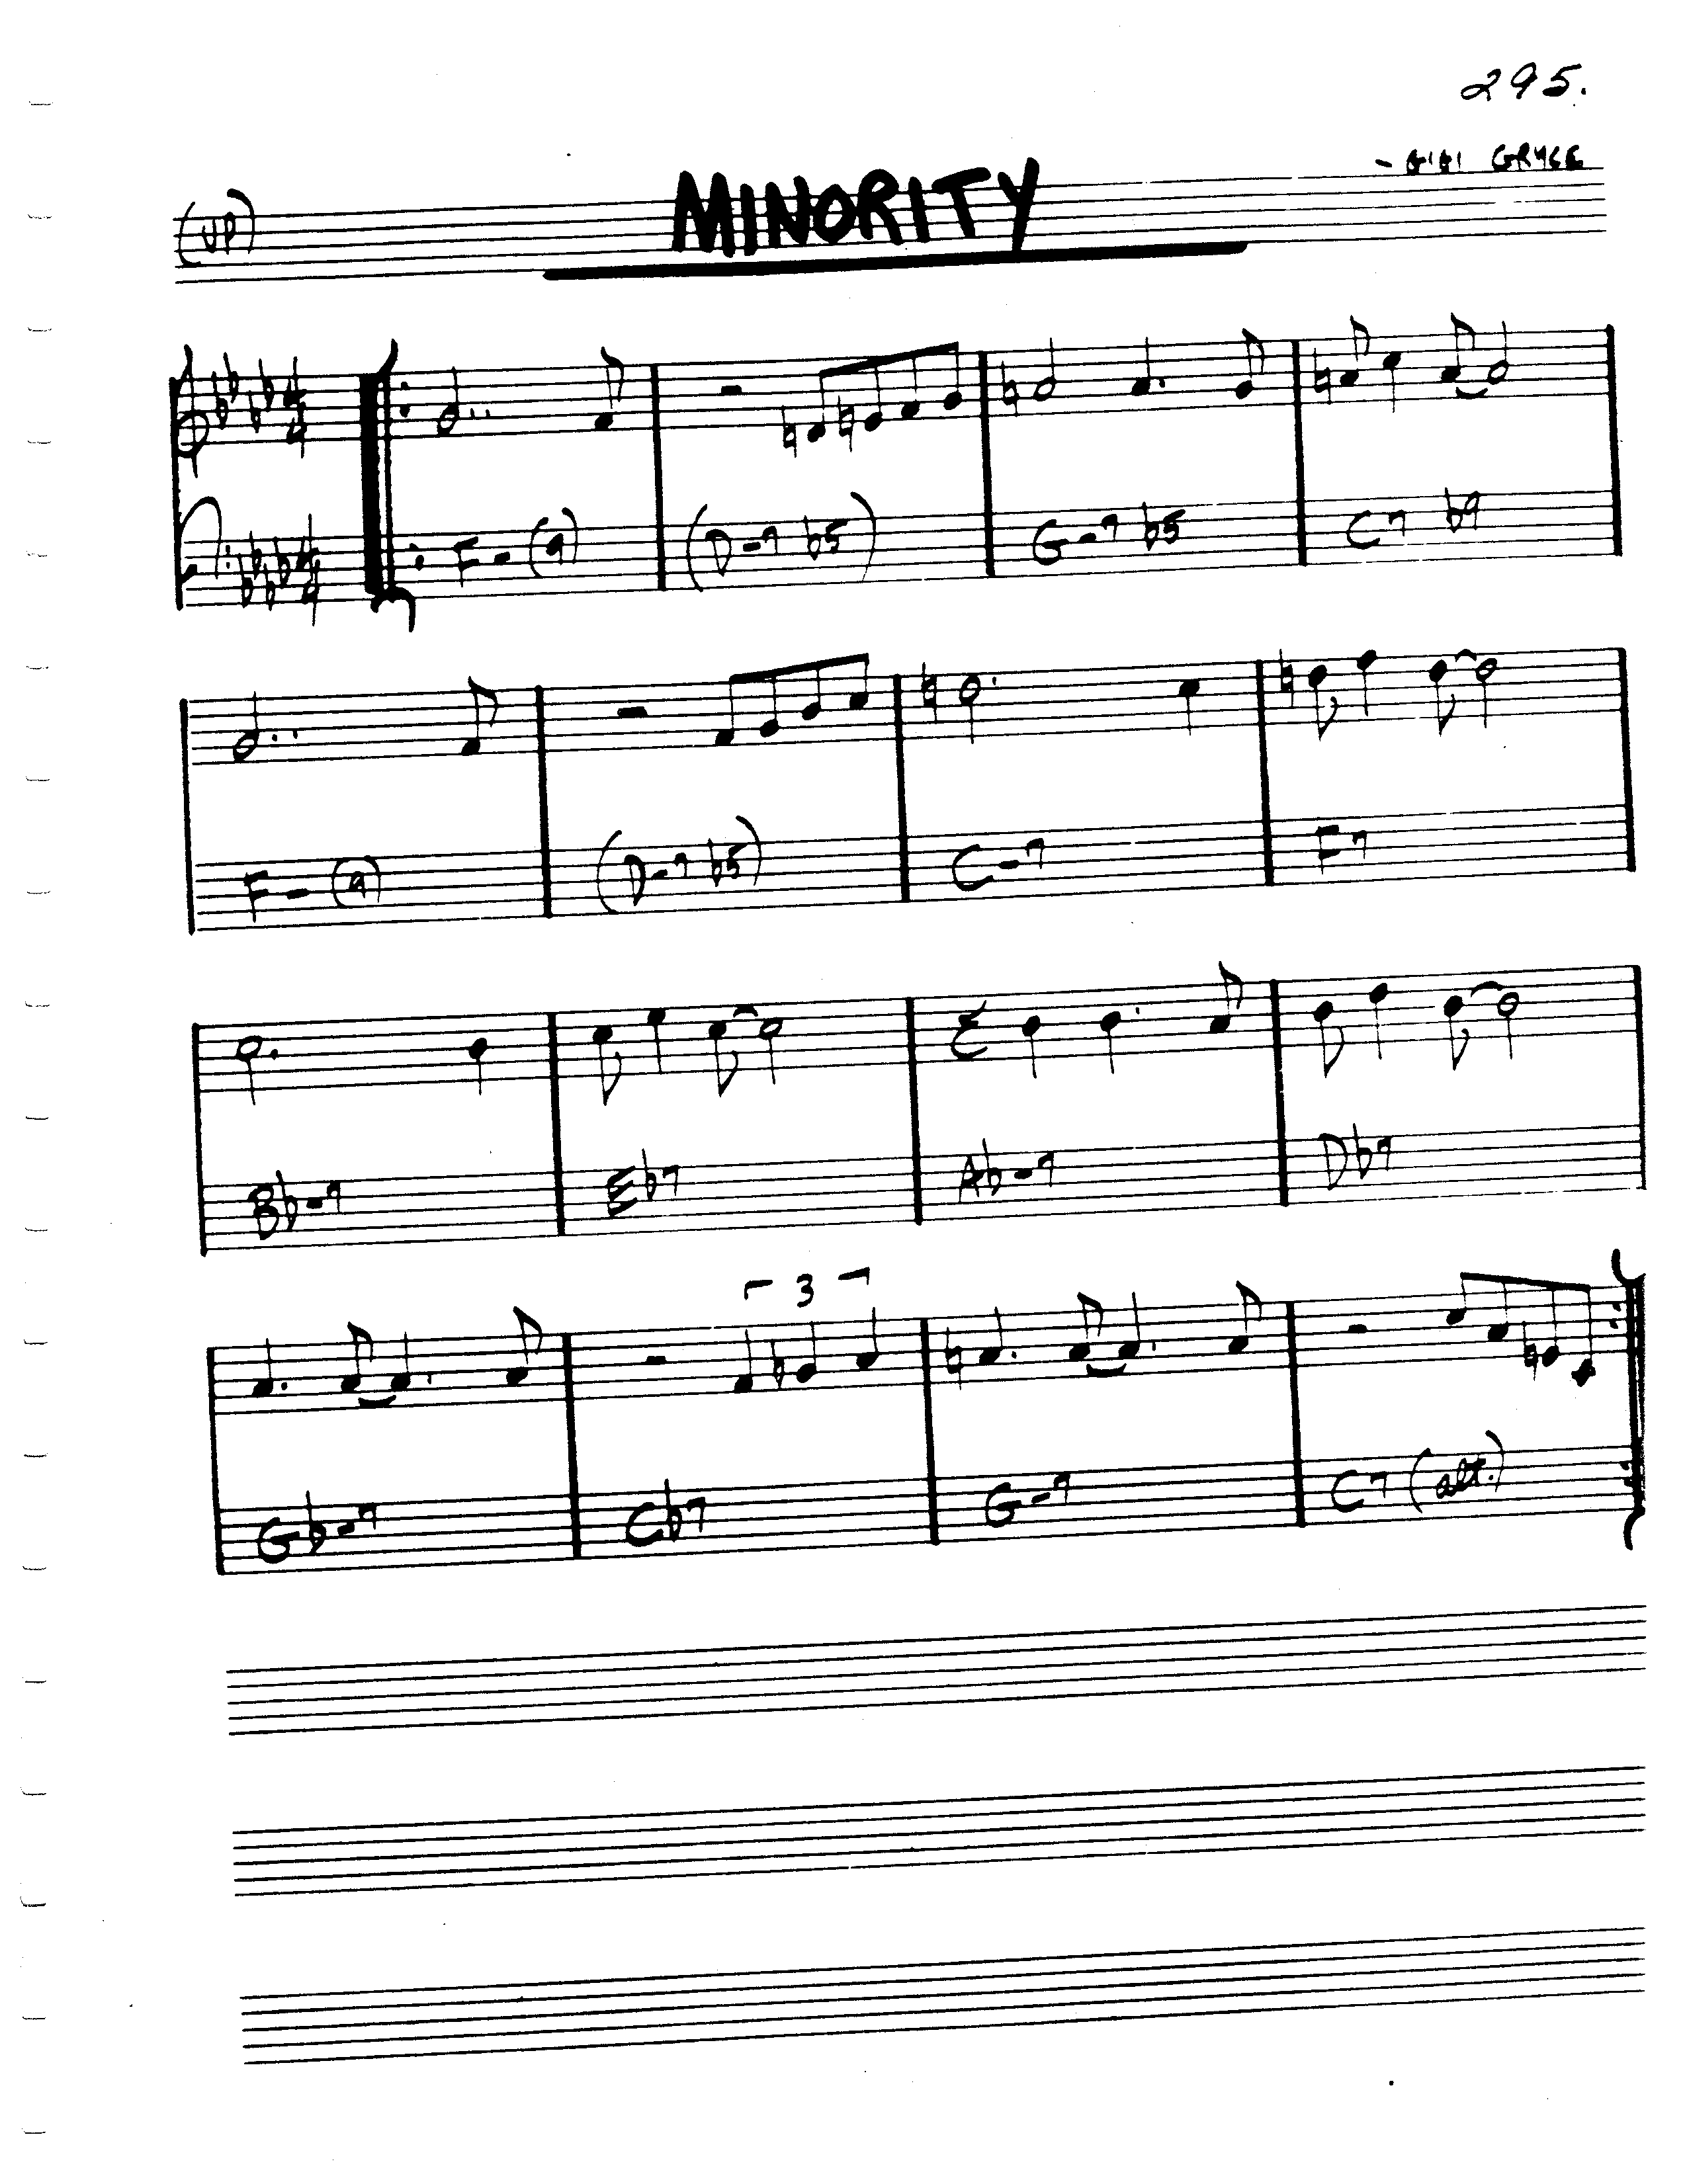 295.
- GIGI GRYCE
(UP) MINORITY
F-(9) (D-7 b5) G-7 b5 C7 b9
F-(9) (D-7 b5) C-7 F7
Bb-7 Eb7 Ab-7 Db7
3
Gb-7 Cb7 G-7 C7 (alt.)